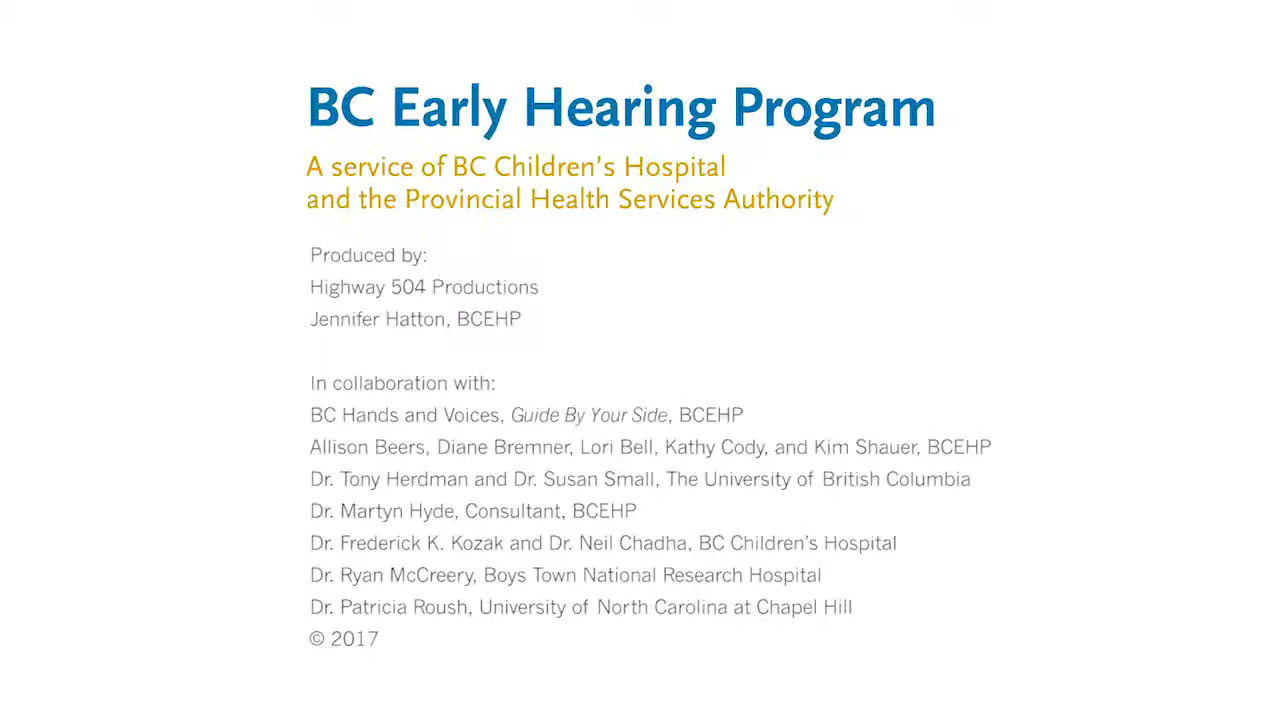 BC Early Hearing Program
A service of BC Children's Hospital
and the Provincial Health Services Authority
Produced by:
Highway 504 Productions
Jennifer Hatton, BCEHP
In collaboration with:
BC Hands and Voices, Guide By Your Side, BCEHP
Allison Beers, Diane Bremner, Lori Bell, Kathy Cody, and Kim Shauer, BCEHP
Dr. Tony Herdman and Dr. Susan Small, The University of British Columbia
Dr. Martyn Hyde, Consultant, BCEHP
Dr. Frederick K. Kozak and Dr. Neil Chadha, BC Children's Hospital
Dr. Ryan McCreery, Boys Town National Research Hospital
Dr. Patricia Roush, University of North Carolina at Chapel Hill
© 2017